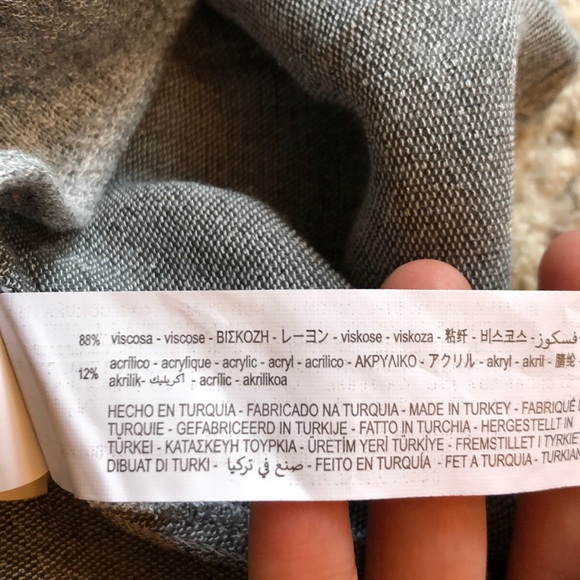 88% viscosa - viscose - ΒΙΣΚΟΖΗ - レーヨン - viskose - viskoza - 粘纤 - 비스코스 - فسكوز
12% acrílico - acrylique - acrylic - acryl - acrilico - ΑΚΡΥΛΙΚΟ - アクリル - akryl - akril - 腈纶 -
akrilik - اكريليك - acrílic - akrilikoa
HECHO EN TURQUIA - FABRICADO NA TURQUIA - MADE IN TURKEY - FABRIQUÉ
TURQUIE - GEFABRICEERD IN TURKIJE - FATTO IN TURCHIA - HERGESTELLT IN
TÜRKEI - ΚΑΤΑΣΚΕΥΗ ΤΟΥΡΚΙΑ - ÜRETİM YERİ TÜRKİYE - FREMSTILLET I TYRKIE
DIBUAT DI TURKI - صنع في تركيا - FEITO EN TURQUÍA - FET A TURQUIA - TURKIAN